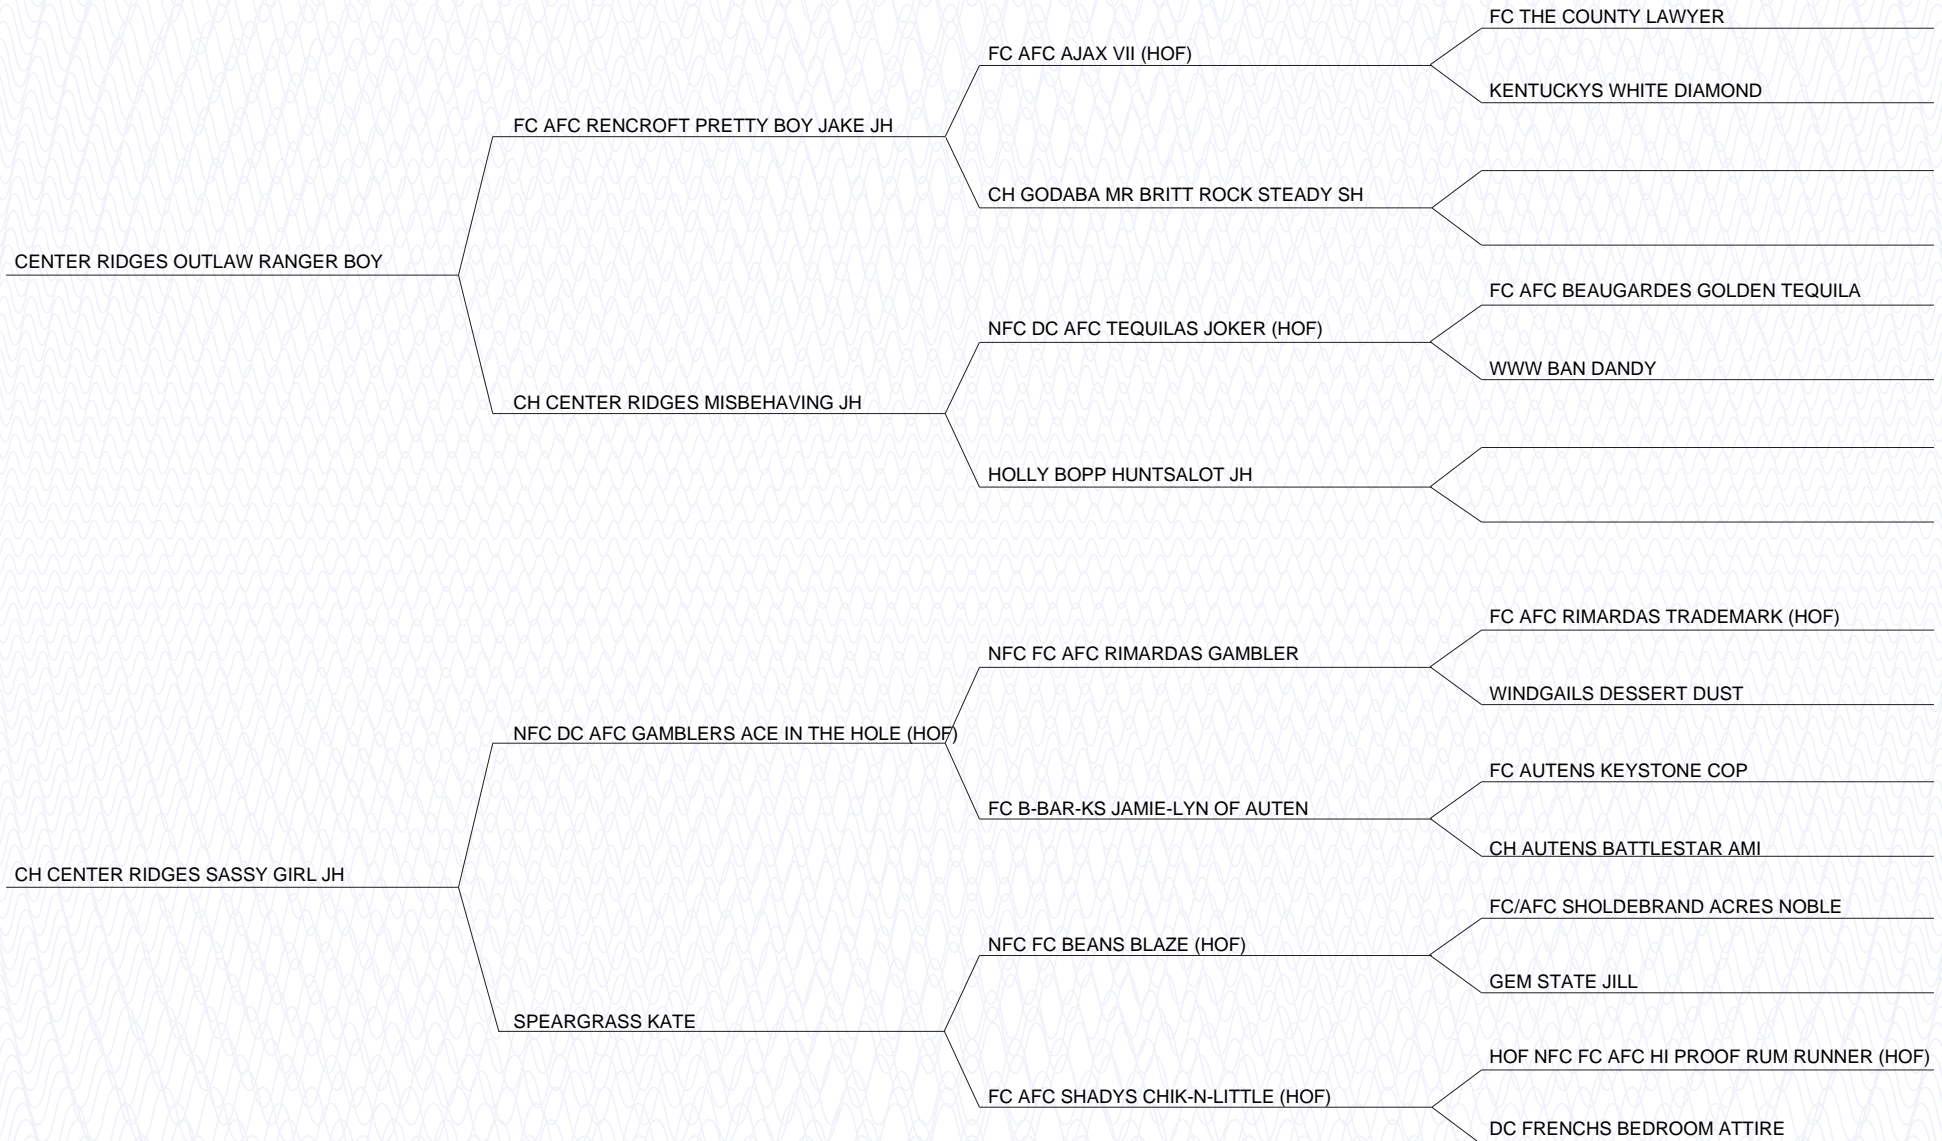 FC THE COUNTY LAWYER
FC AFC AJAX VII (HOF)
KENTUCKYS WHITE DIAMOND
FC AFC RENCROFT PRETTY BOY JAKE JH
CH GODABA MR BRITT ROCK STEADY SH
CENTER RIDGES OUTLAW RANGER BOY
FC AFC BEAUGARDES GOLDEN TEQUILA
NFC DC AFC TEQUILAS JOKER (HOF)
WWW BAN DANDY
CH CENTER RIDGES MISBEHAVING JH
HOLLY BOPP HUNTSALOT JH
FC AFC RIMARDAS TRADEMARK (HOF)
NFC FC AFC RIMARDAS GAMBLER
WINDGAILS DESSERT DUST
NFC DC AFC GAMBLERS ACE IN THE HOLE (HOF)
FC AUTENS KEYSTONE COP
FC B-BAR-KS JAMIE-LYN OF AUTEN
CH AUTENS BATTLESTAR AMI
CH CENTER RIDGES SASSY GIRL JH
FC/AFC SHOLDEBRAND ACRES NOBLE
NFC FC BEANS BLAZE (HOF)
GEM STATE JILL
SPEARGRASS KATE
HOF NFC FC AFC HI PROOF RUM RUNNER (HOF)
FC AFC SHADYS CHIK-N-LITTLE (HOF)
DC FRENCHS BEDROOM ATTIRE